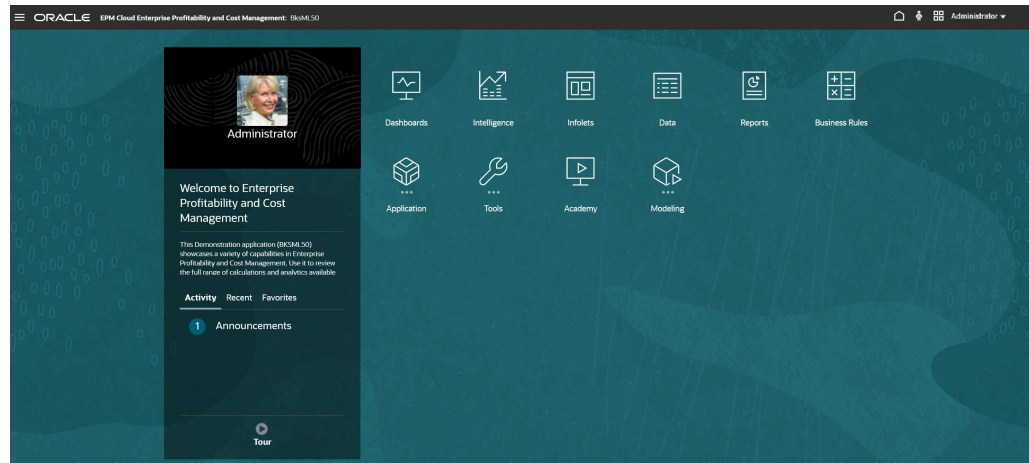 ORACLE EPM Cloud Enterprise Profitability and Cost Management: BksML50 Administrator
Administrator
Welcome to Enterprise
Profitability and Cost
Management
This Demonstration application (BKSML50)
showcases a variety of capabilities in Enterprise
Profitability and Cost Management. Use it to review
the full range of calculations and analytics available
Activity Recent Favorites
1 Announcements
Tour
Dashboards Intelligence Infolets Data Reports Business Rules
Application Tools Academy Modeling